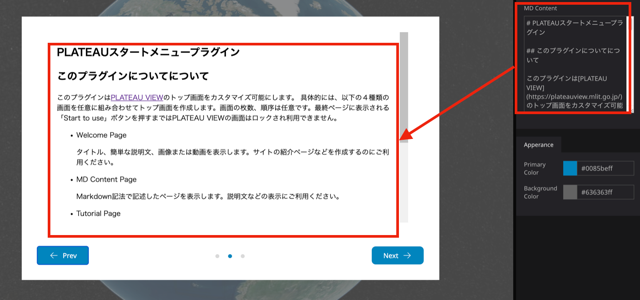 PLATEAUスタートメニュープラグイン
このプラグインについてについて
このプラグインはPLATEAU VIEWのトップ画面をカスタマイズ可能にします。 具体的には、以下の４種類の
画面を任意に組み合わせてトップ画面を作成します。画面の枚数、順序は任意です。最終ページに表示される
「Start to use」ボタンを押すまではPLATEAU VIEWの画面はロックされ利用できません。
• Welcome Page
タイトル、簡単な説明文、画像または動画を表示します。サイトの紹介ページなどを作成するのにご利
用ください。
• MD Content Page
Markdown記法で記述したページを表示します。説明文などの表示にご利用ください。
• Tutorial Page
← Prev
Next →
MD Content
# PLATEAUスタートメニュープラ
グイン
## このプラグインについてについ
て
このプラグインは[PLATEAU
VIEW]
(https://plateauview.mlit.go.jp/)
のトップ画面をカスタマイズ可能
Apperance
Primary
Color
#0085beff
Background
Color
#636363ff